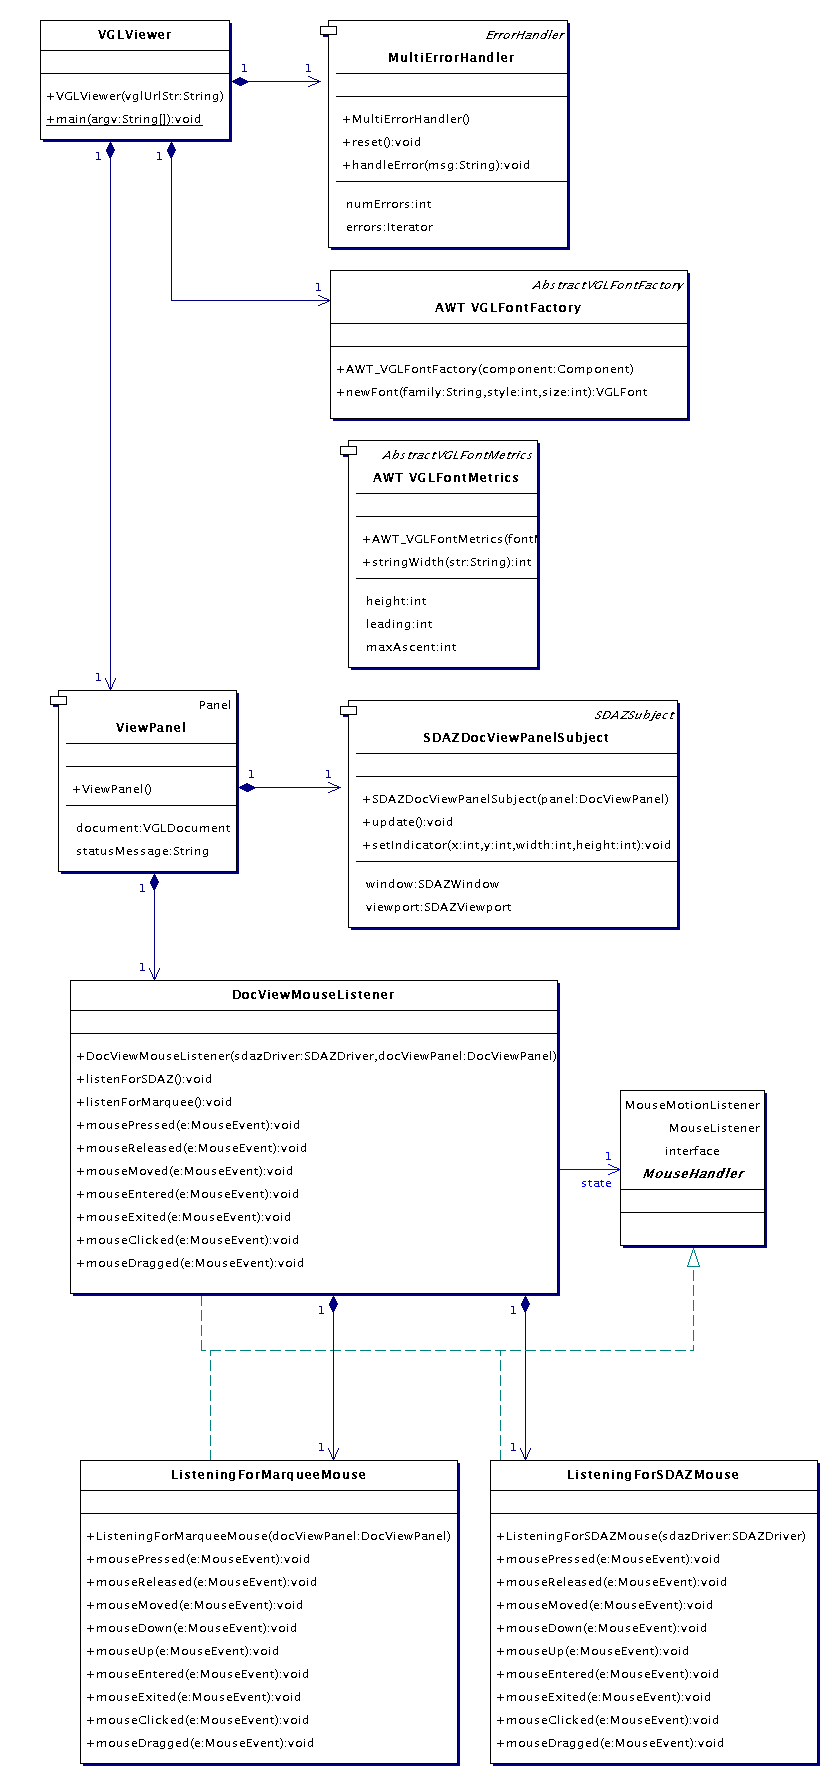 VGLViewer
+VGLViewer(vglUrlStr:String)
+main(argv:String[]):void
1
1
ErrorHandler
MultiErrorHandler
+MultiErrorHandler()
+reset():void
+handleError(msg:String):void
numErrors:int
errors:Iterator
1
1
1
AbstractVGLFontFactory
AWT VGLFontFactory
+AWT_VGLFontFactory(component:Component)
+newFont(family:String,style:int,size:int):VGLFont
AbstractVGLFontMetrics
AWT VGLFontMetrics
+AWT_VGLFontMetrics(font
+stringWidth(str:String):int
height:int
leading:int
maxAscent:int
1
Panel
ViewPanel
+ViewPanel()
document:VGLDocument
statusMessage:String
1
1
SDAZSubject
SDAZDocViewPanelSubject
+SDAZDocViewPanelSubject(panel:DocViewPanel)
+update():void
+setIndicator(x:int,y:int,width:int,height:int):void
window:SDAZWindow
viewport:SDAZViewport
1
1
DocViewMouseListener
+DocViewMouseListener(sdazDriver:SDAZDriver,docViewPanel:DocViewPanel)
+listenForSDAZ():void
+listenForMarquee():void
+mousePressed(e:MouseEvent):void
+mouseReleased(e:MouseEvent):void
+mouseMoved(e:MouseEvent):void
+mouseEntered(e:MouseEvent):void
+mouseExited(e:MouseEvent):void
+mouseClicked(e:MouseEvent):void
+mouseDragged(e:MouseEvent):void
1
state
MouseMotionListener
MouseListener
interface
MouseHandler
1
1
1
1
ListeningForMarqueeMouse
+ListeningForMarqueeMouse(docViewPanel:DocViewPanel)
+mousePressed(e:MouseEvent):void
+mouseReleased(e:MouseEvent):void
+mouseMoved(e:MouseEvent):void
+mouseDown(e:MouseEvent):void
+mouseUp(e:MouseEvent):void
+mouseEntered(e:MouseEvent):void
+mouseExited(e:MouseEvent):void
+mouseClicked(e:MouseEvent):void
+mouseDragged(e:MouseEvent):void
ListeningForSDAZMouse
+ListeningForSDAZMouse(sdazDriver:SDAZDriver)
+mousePressed(e:MouseEvent):void
+mouseReleased(e:MouseEvent):void
+mouseMoved(e:MouseEvent):void
+mouseDown(e:MouseEvent):void
+mouseUp(e:MouseEvent):void
+mouseEntered(e:MouseEvent):void
+mouseExited(e:MouseEvent):void
+mouseClicked(e:MouseEvent):void
+mouseDragged(e:MouseEvent):void